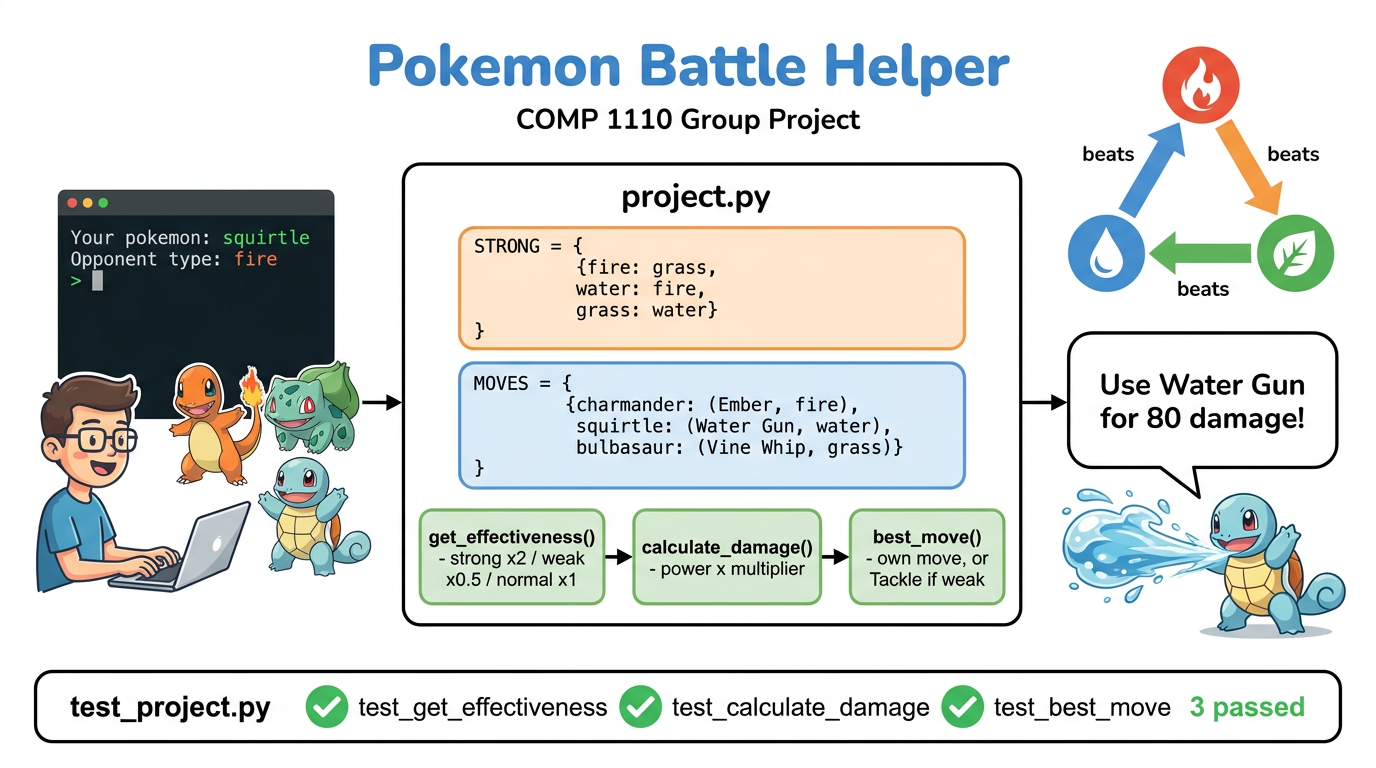 Pokemon Battle Helper
COMP 1110 Group Project
Your pokemon: squirtle
Opponent type: fire
>
project.py
STRONG = {
{fire: grass,
water: fire,
grass: water}
}
MOVES = {
{charmander: (Ember, fire),
squirtle: (Water Gun, water),
bulbasaur: (Vine Whip, grass)}
}
get_effectiveness()
- strong x2 / weak
x0.5 / normal x1
calculate_damage()
- power x multiplier
best_move()
- own move, or
Tackle if weak
beats
beats
beats
Use Water Gun
for 80 damage!
test_project.py test_get_effectiveness test_calculate_damage test_best_move 3 passed